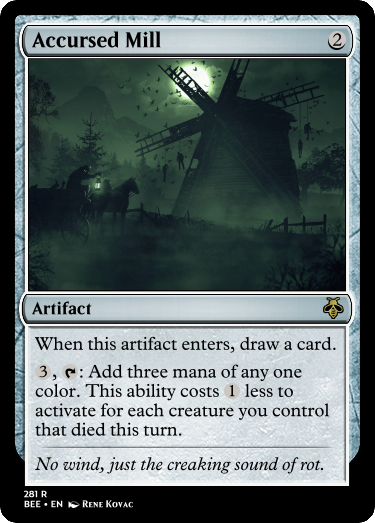 Accursed Mill 2
Artifact
When this artifact enters, draw a card.
3, : Add three mana of any one
color. This ability costs 1 less to
activate for each creature you control
that died this turn.
No wind, just the creaking sound of rot.
281 R
BEE • EN Rene Kovac